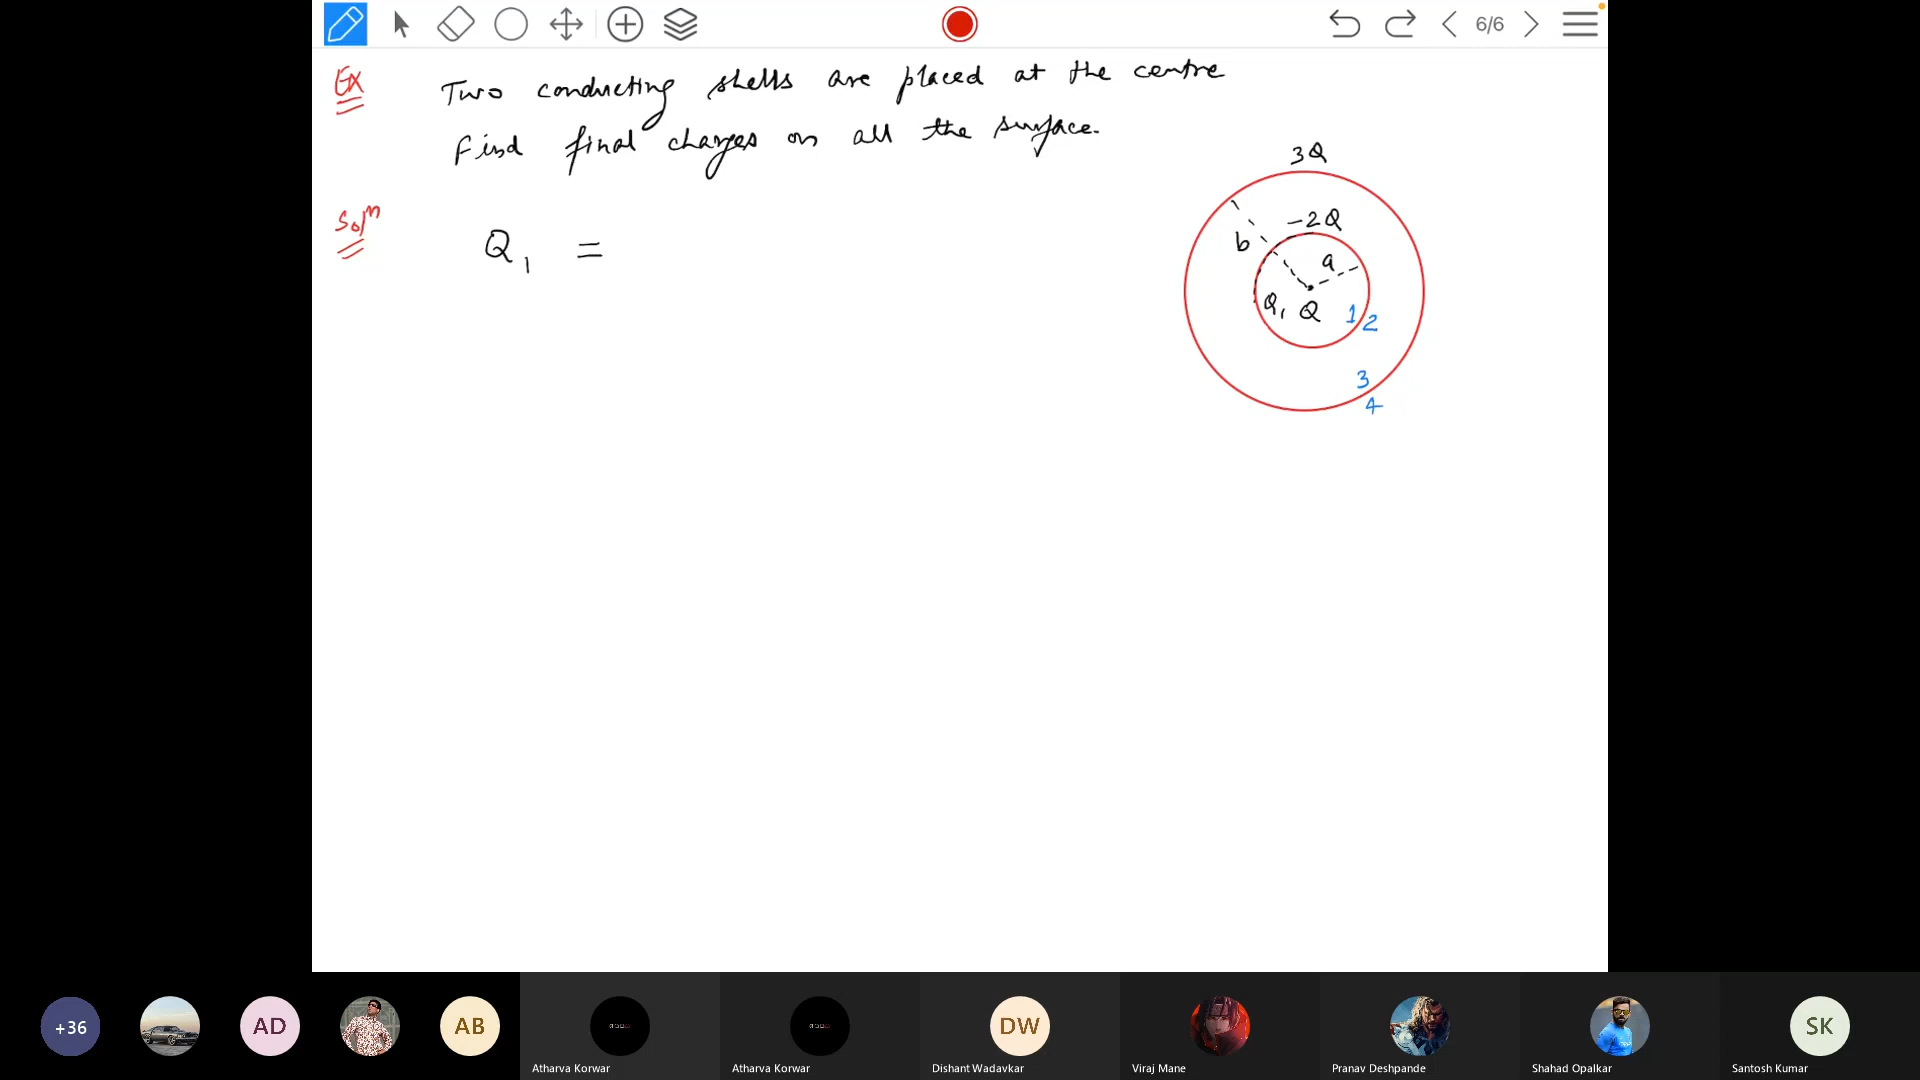 6/6
Ex Two conducting shells are placed at the centre
Find final charges on all the surface.
3Q
-2Q
b
a
Q1 Q 1 2
3
4
Soln Q1 =
+36
AD
AB
DW
SK
Atharva Korwar
Atharva Korwar
Dishant Wadavkar
Viraj Mane
Pranav Deshpande
Shahad Opalkar
Santosh Kumar